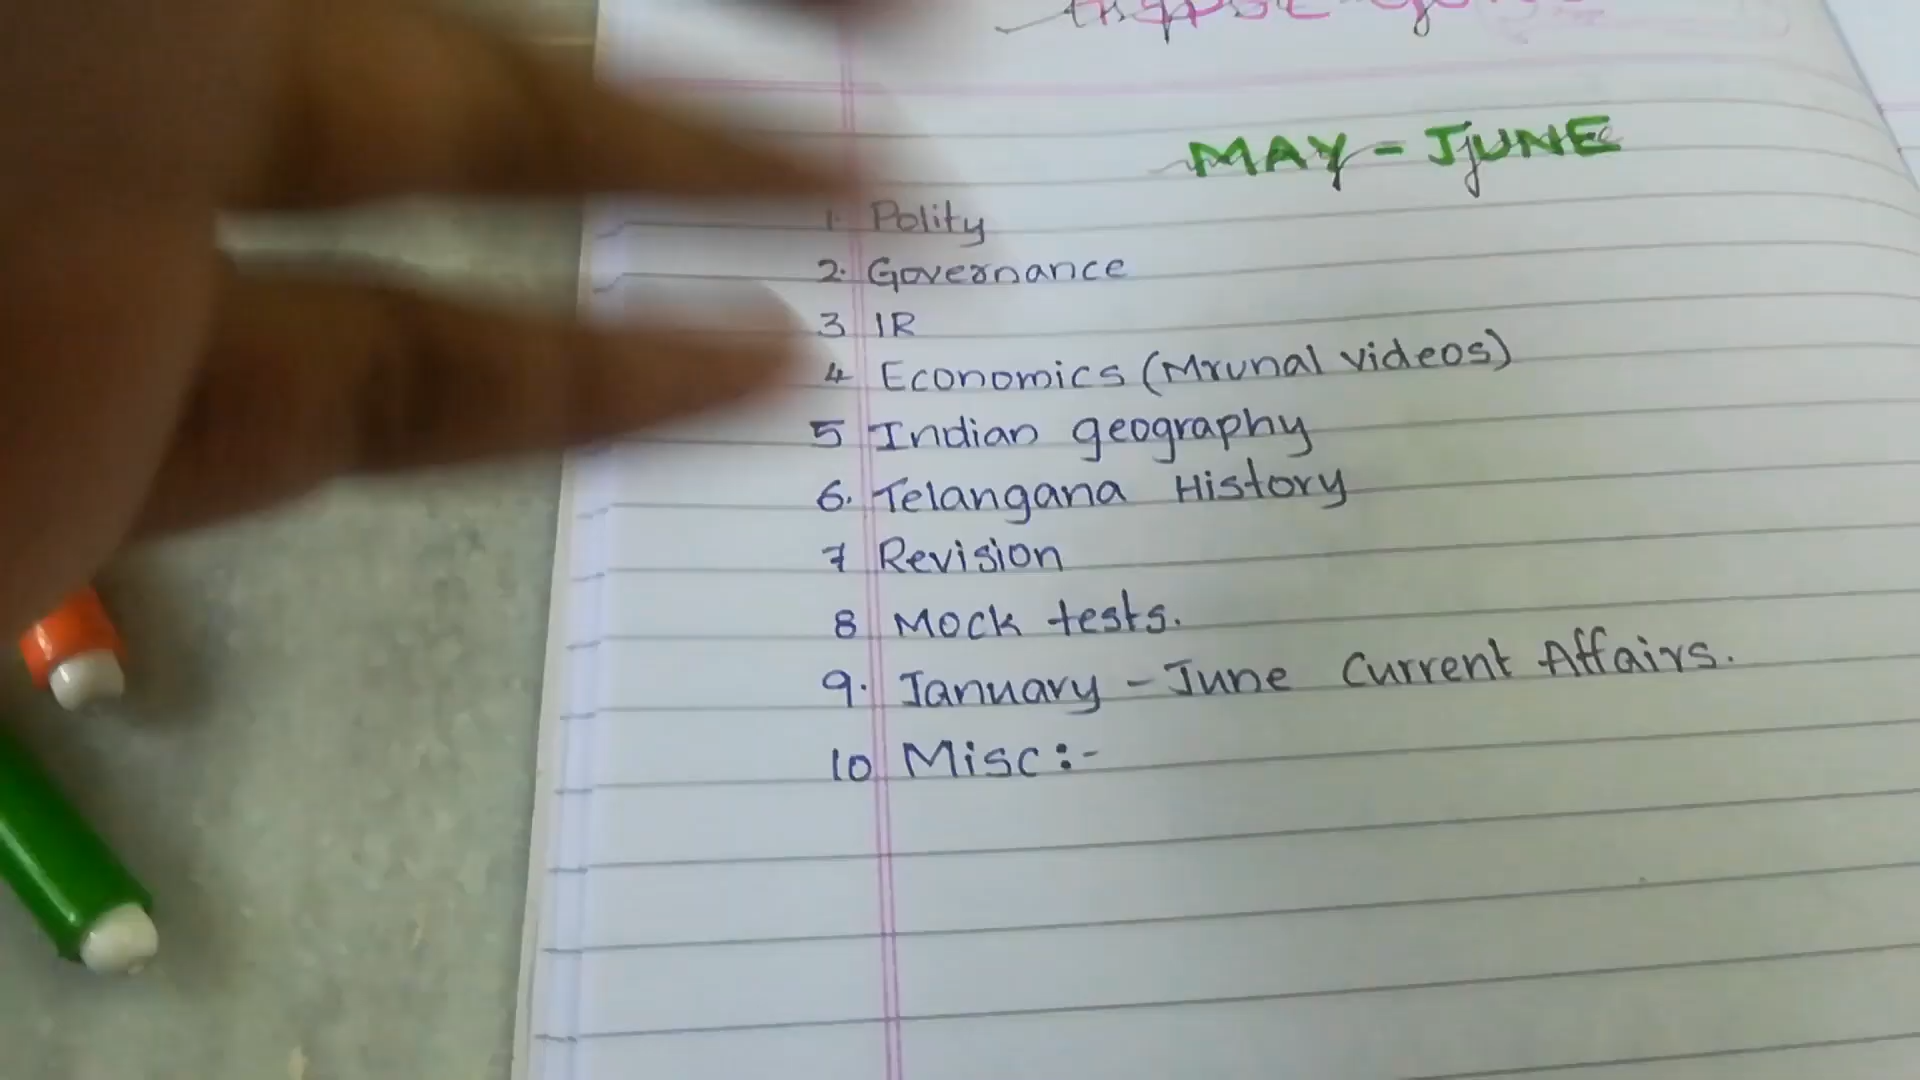 MAY - JUNE
1. Polity
2. Governance
3 IR
4 Economics (Mrunal videos)
5 Indian geography
6. Telangana History
7 Revision
8 Mock tests.
9. January - June Current Affairs.
10 Misc :-